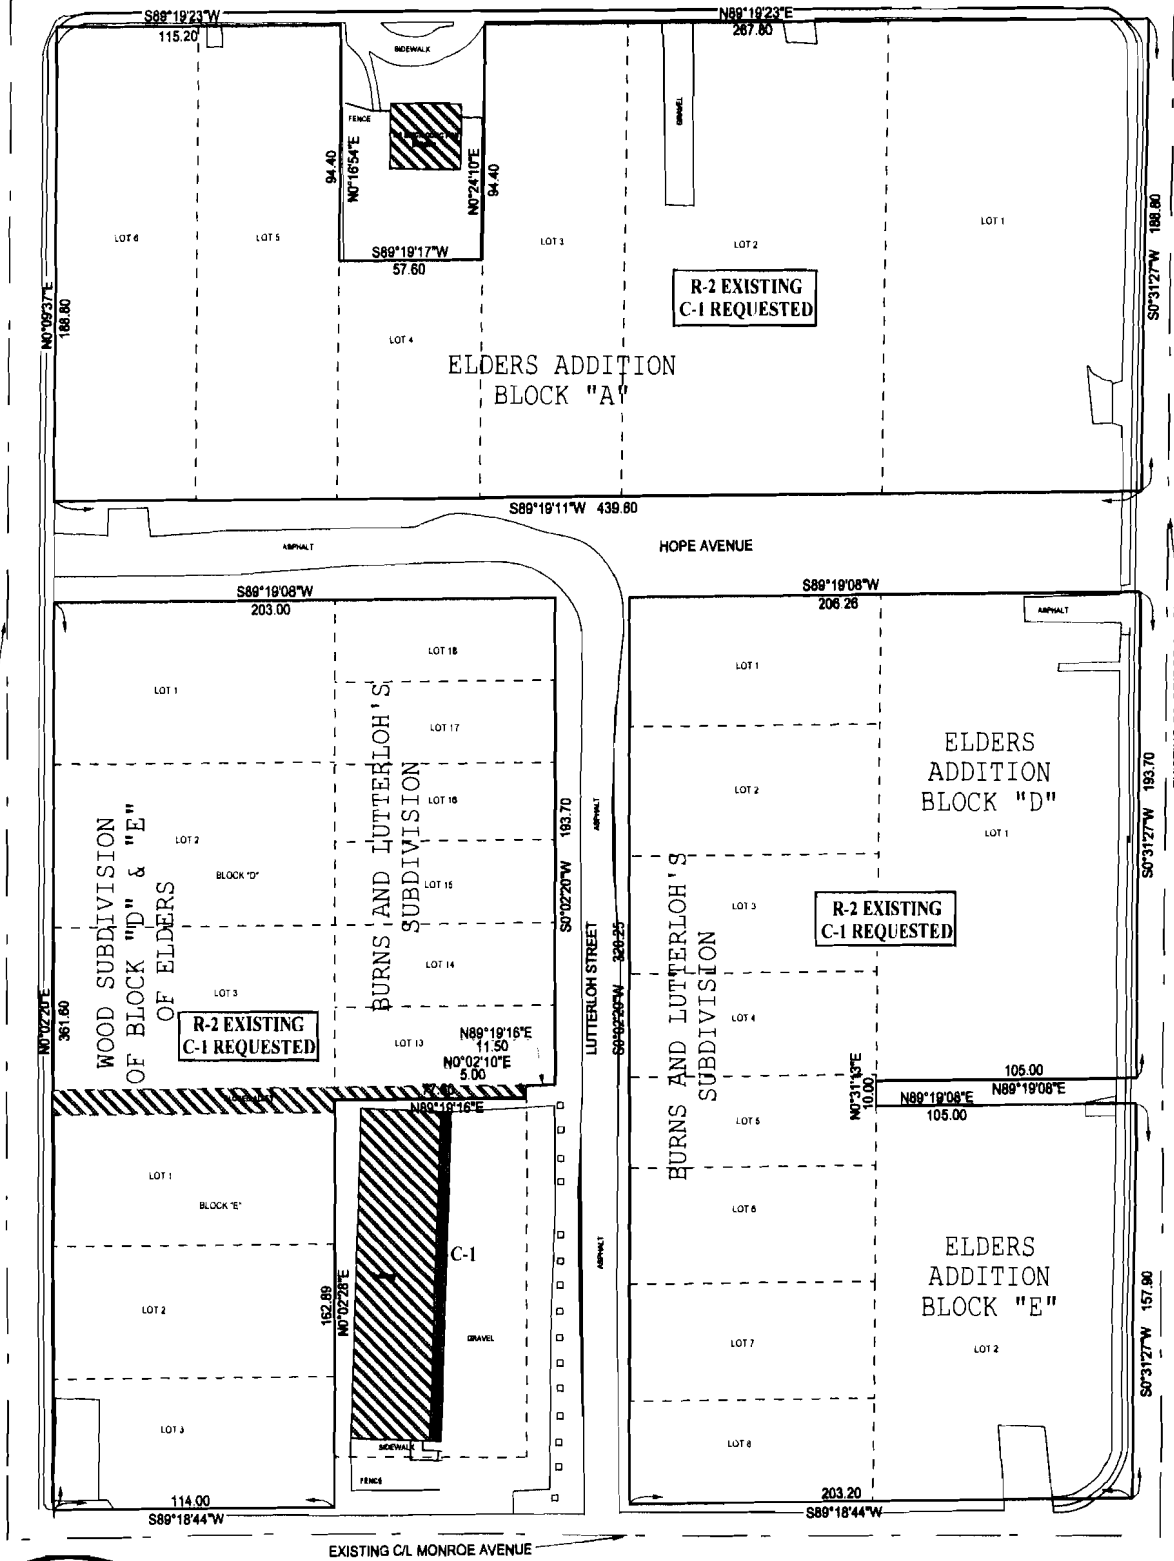 S89°19'23"W
115.20
N89°19'23"E
267.80
SIDEWALK
FENCE
GRAVEL
94.40
N0°16'54"E
N0°24'10"E
94.40
S89°19'17"W
57.60
LOT 6
LOT 5
LOT 3
LOT 2
LOT 1
LOT 4
R-2 EXISTING
C-1 REQUESTED
ELDERS ADDITION
BLOCK "A"
N0°09'37"E
188.80
S0°31'27"W 188.80
S89°19'11"W 439.60
ASPHALT
HOPE AVENUE
S89°19'08"W
203.00
S89°19'08"W
206.26
ASPHALT
LOT 1
LOT 2
BLOCK "D"
LOT 3
WOOD SUBDIVISION
OF BLOCK "D" & "E"
OF ELDERS
R-2 EXISTING
C-1 REQUESTED
N0°02'20"E
361.60
LOT 18
LOT 17
LOT 16
LOT 15
LOT 14
LOT 13
BURNS AND LUTTERLOH'S
SUBDIVISION
S0°02'20"W 193.70
ASPHALT
LUTTERLOH STREET
S0°02'20"W 320.25
N89°19'16"E
11.50
N0°02'10"E
5.00
N89°19'16"E
LOT 1
LOT 2
LOT 3
LOT 4
LOT 5
LOT 6
LOT 7
LOT 8
BURNS AND LUTTERLOH'S
SUBDIVISION
ELDERS
ADDITION
BLOCK "D"
LOT 1
R-2 EXISTING
C-1 REQUESTED
S0°31'27"W 193.70
105.00
N89°19'08"E
N0°31'13"E
10.00
N89°19'08"E
105.00
ELDERS
ADDITION
BLOCK "E"
LOT 2
S0°31'27"W 157.90
LOT 1
BLOCK "E"
LOT 2
LOT 3
162.89
N0°02'28"E
C-1
GRAVEL
ASPHALT
SIDEWALK
FENCE
114.00
S89°18'44"W
203.20
S89°18'44"W
EXISTING C/L MONROE AVENUE